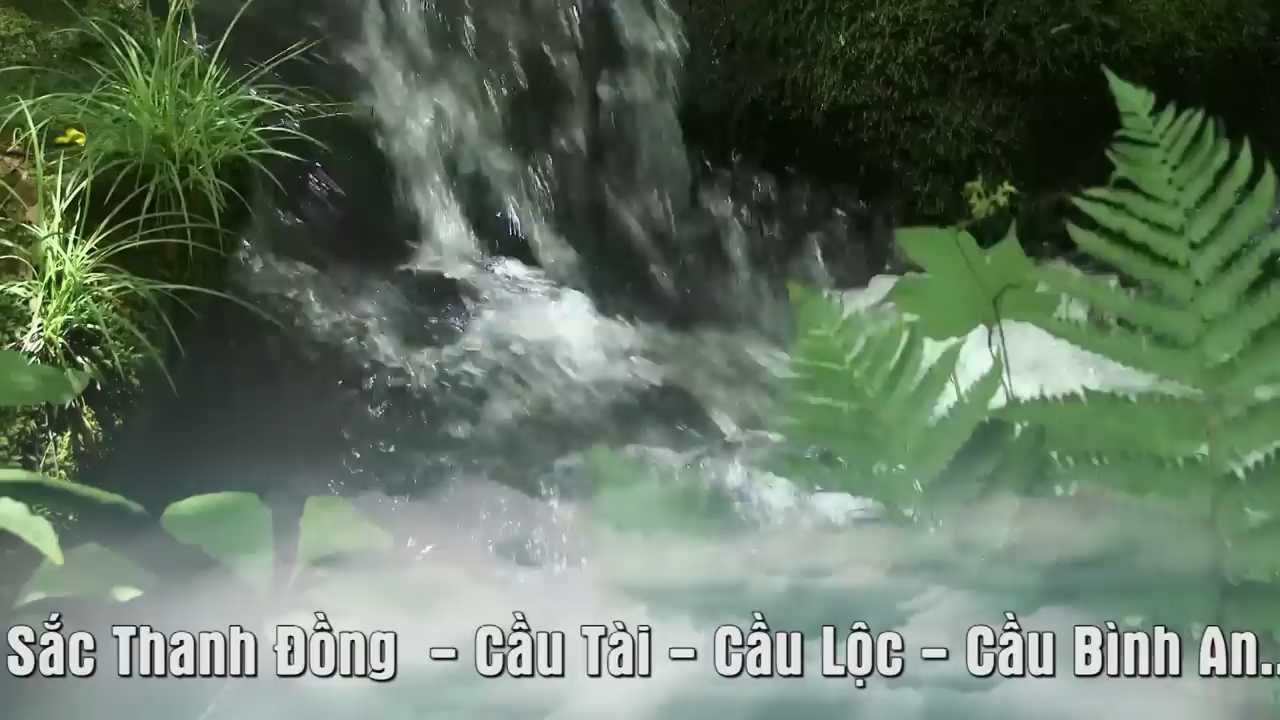 Sắc Thanh Đồng - Cầu Tài - Cầu Lộc - Cầu Bình An..